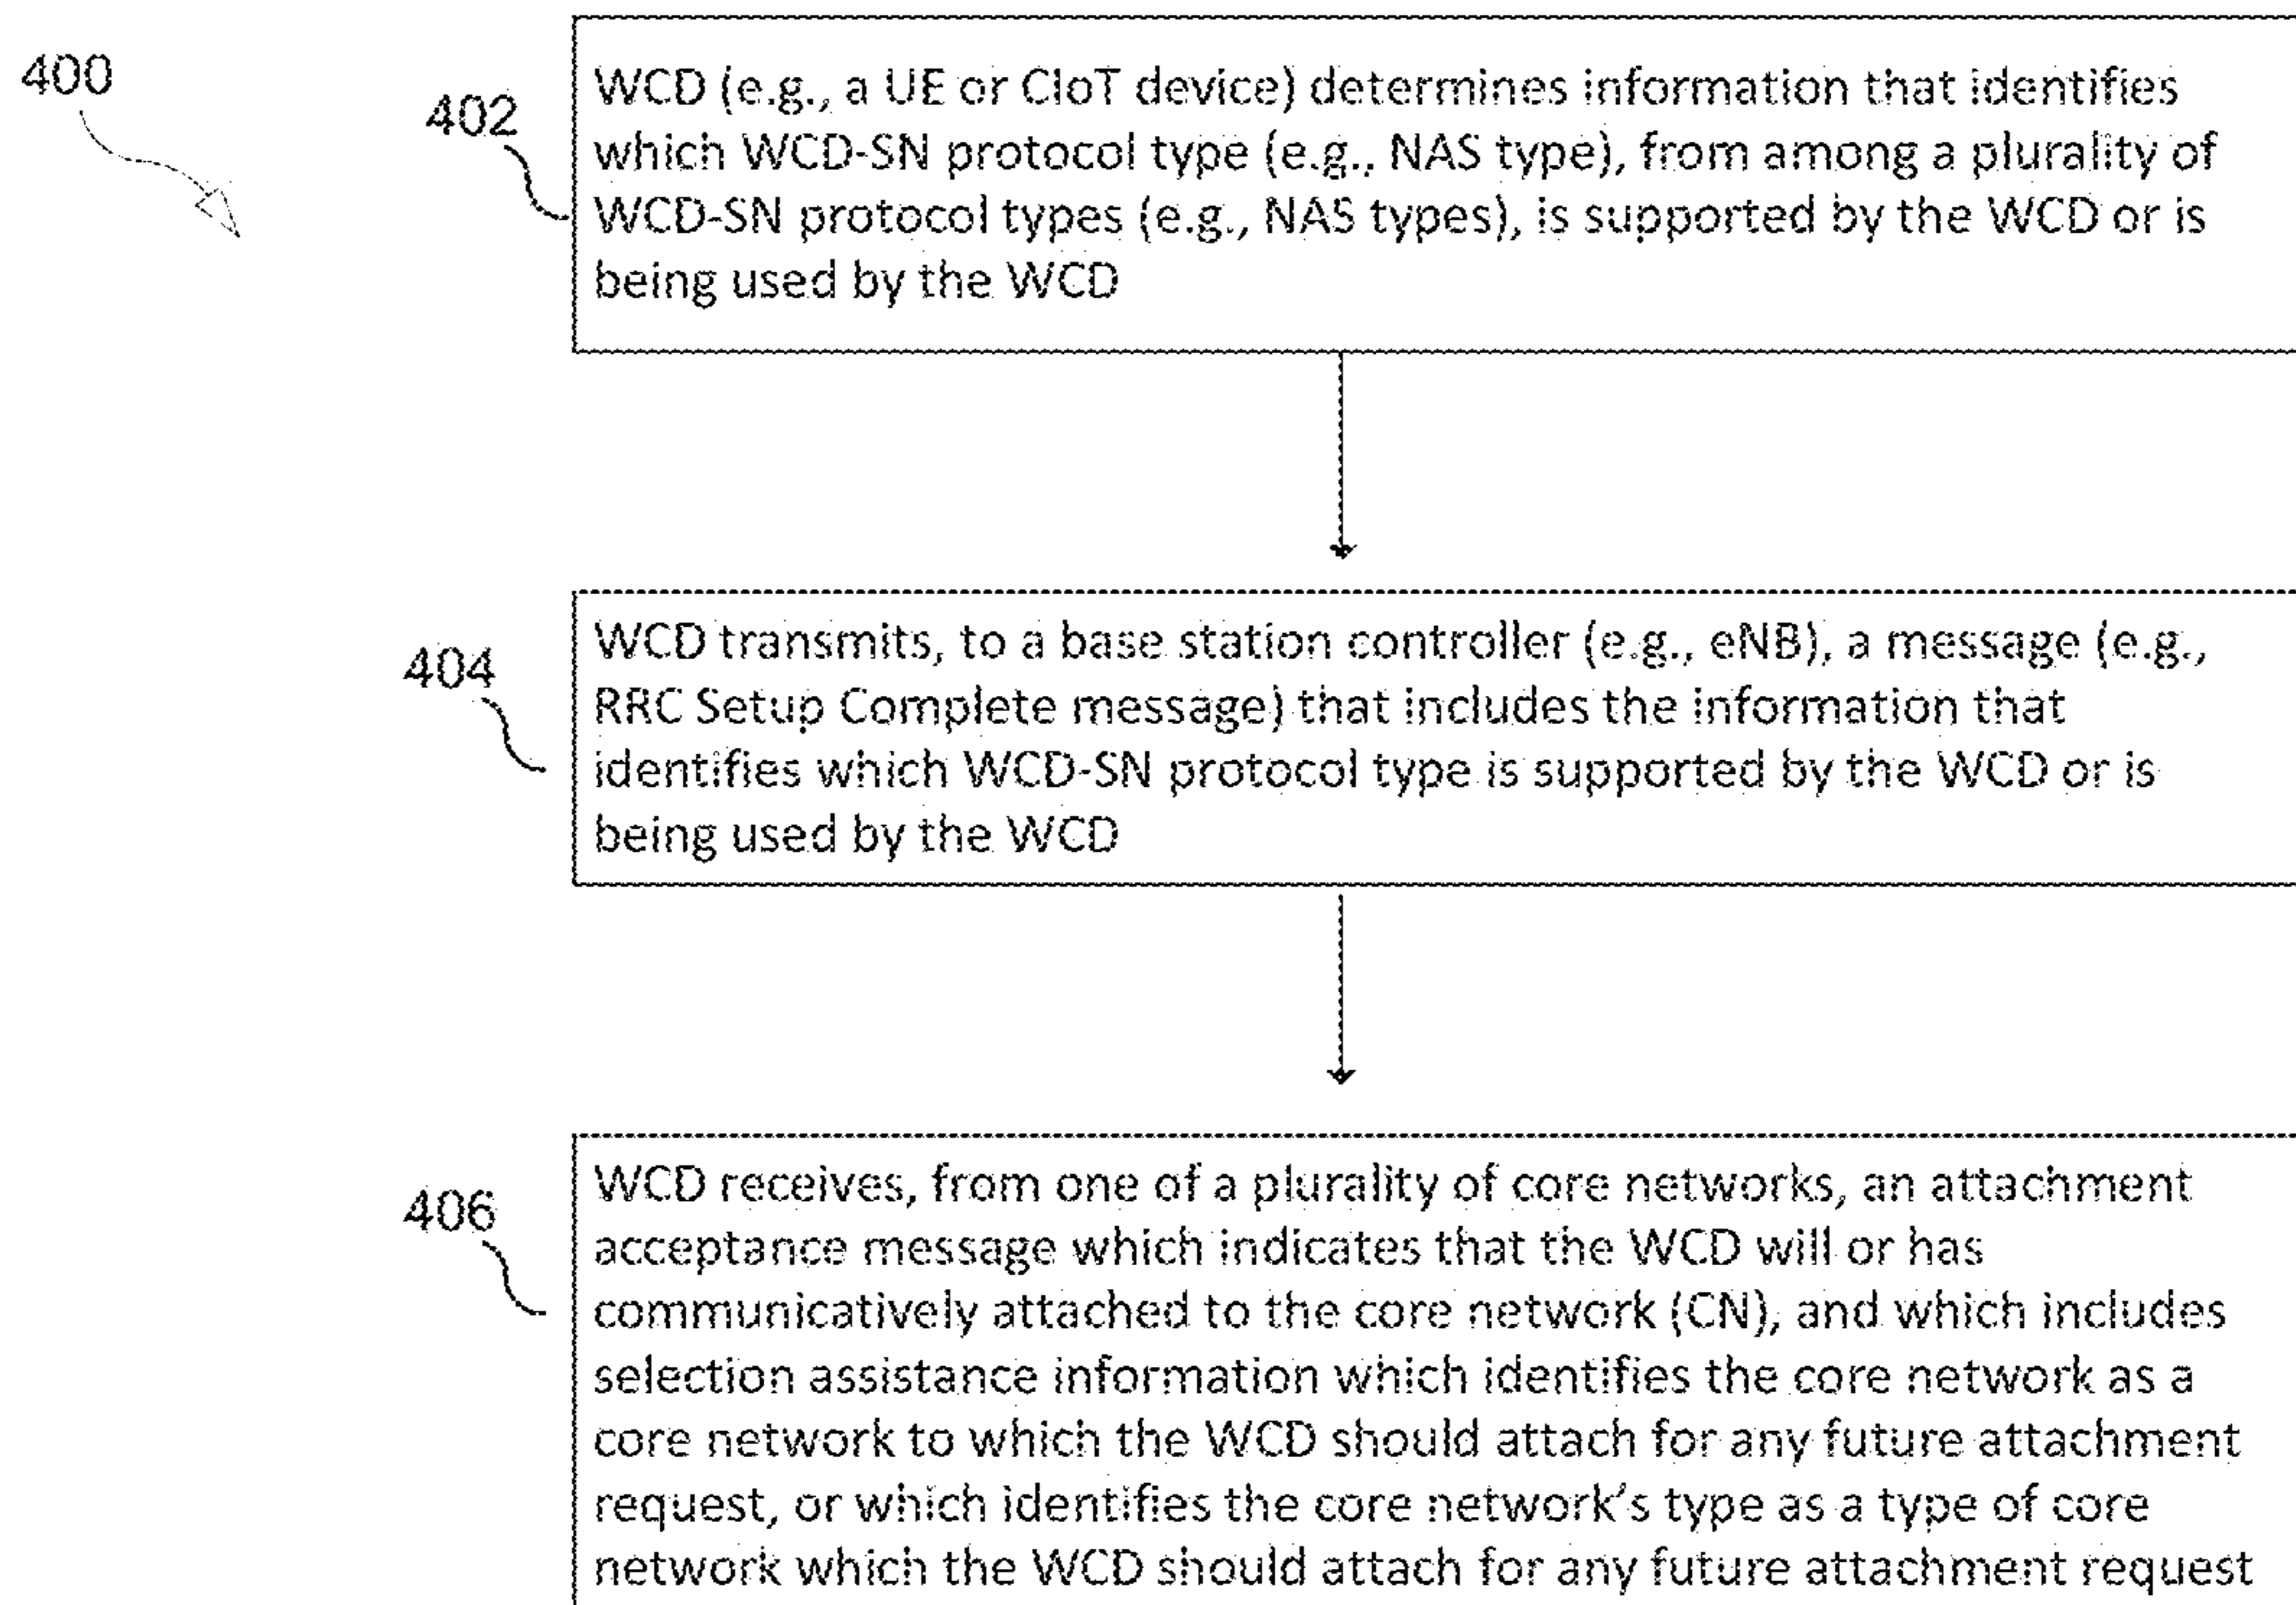 400
402
WCD (e.g., a UE or CIoT device) determines information that identifies
which WCD-SN protocol type (e.g., NAS type), from among a plurality of
WCD-SN protocol types (e.g., NAS types), is supported by the WCD or is
being used by the WCD
404
WCD transmits, to a base station controller (e.g., eNB), a message (e.g.,
RRC Setup Complete message) that includes the information that
identifies which WCD-SN protocol type is supported by the WCD or is
being used by the WCD
406
WCD receives, from one of a plurality of core networks, an attachment
acceptance message which indicates that the WCD will or has
communicatively attached to the core network (CN), and which includes
selection assistance information which identifies the core network as a
core network to which the WCD should attach for any future attachment
request, or which identifies the core network's type as a type of core
network which the WCD should attach for any future attachment request